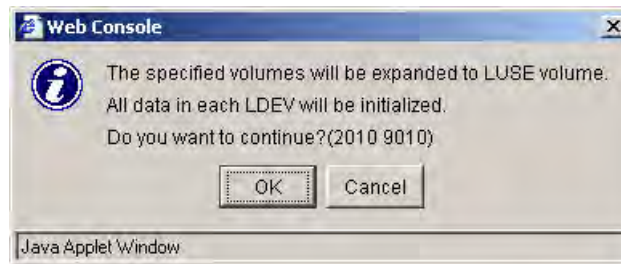 Web Console
The specified volumes will be expanded to LUSE volume.
All data in each LDEV will be initialized.
Do you want to continue?(2010 9010)
OK Cancel
Java Applet Window